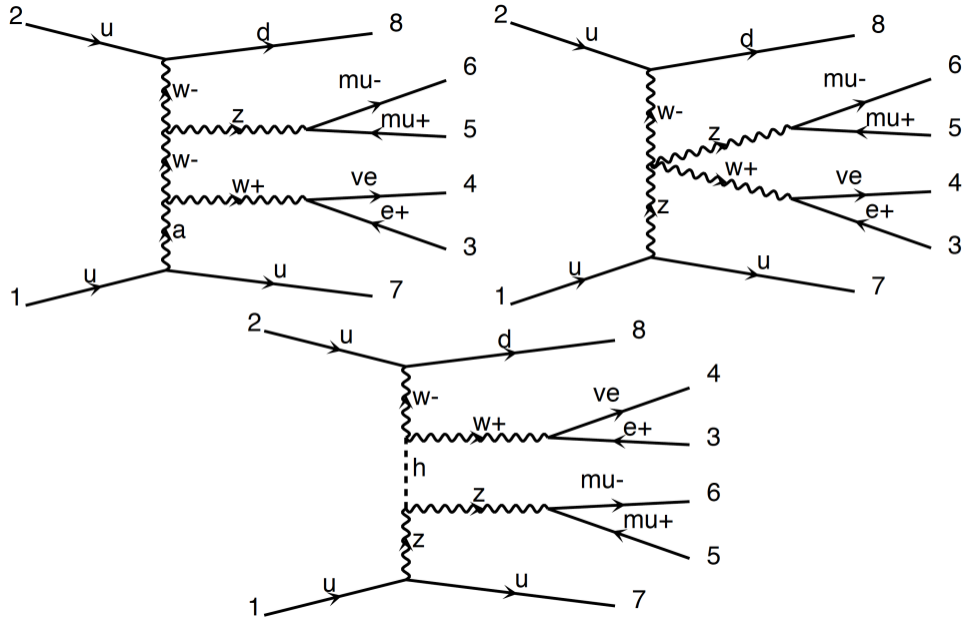 2 u d 8
w- z mu- 6
mu+ 5
w- w+ ve 4
e+ 3
a
1 u u 7
2 u d 8
w- z mu- 6
mu+ 5
w+ ve 4
e+ 3
z
1 u u 7
2 u d 8
w- w+ ve 4
e+ 3
h
z mu- 6
mu+ 5
z
1 u u 7